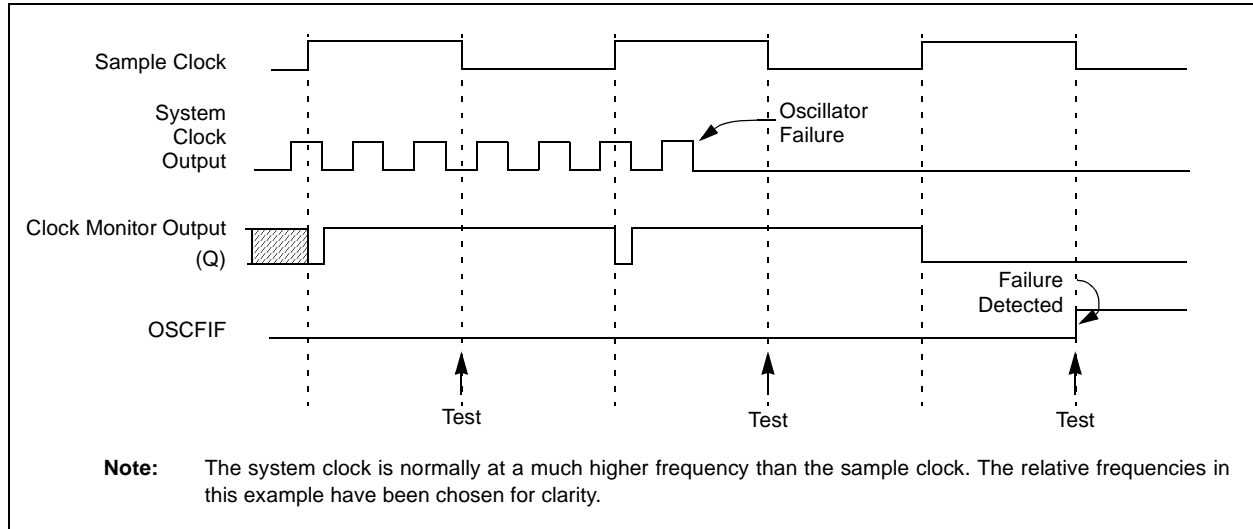 Sample Clock
System
Clock
Output
Oscillator
Failure
Clock Monitor Output
(Q)
Failure
Detected
OSCFIF
Test
Test
Test
Note: The system clock is normally at a much higher frequency than the sample clock. The relative frequencies in
this example have been chosen for clarity.